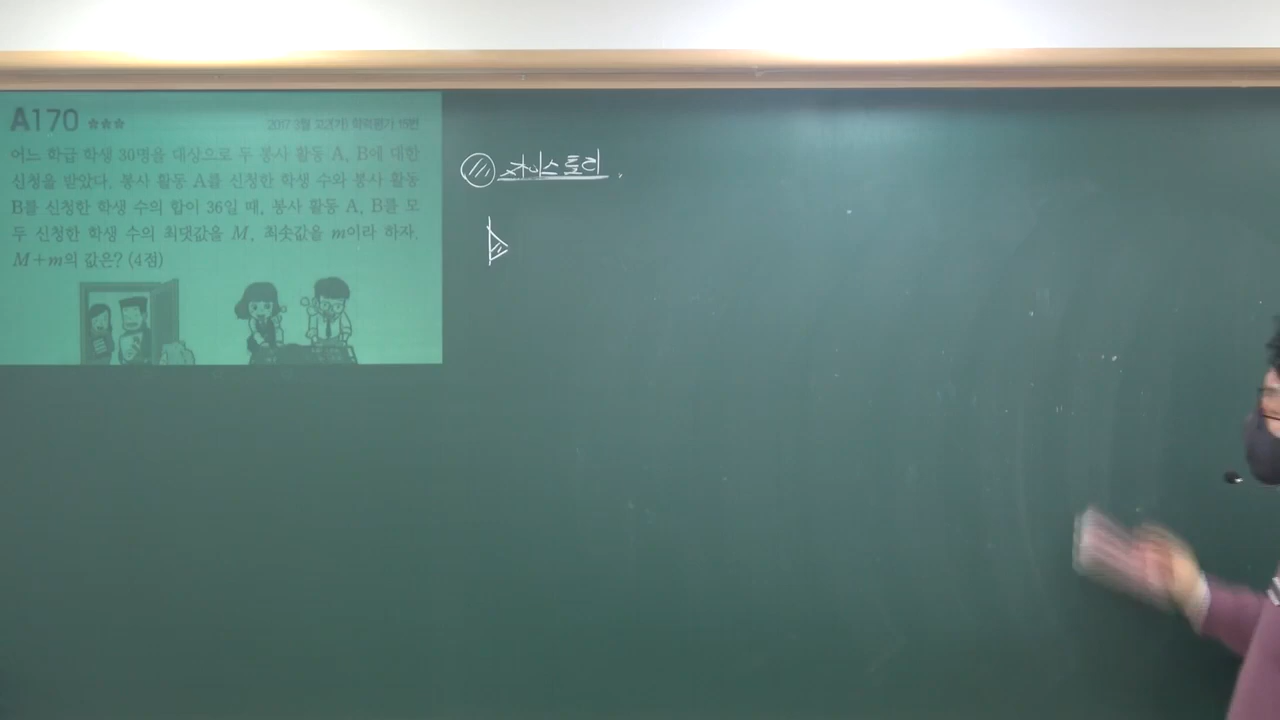 A170 ★★★
2017 3월 고2(가) 학력평가 15번
어느 학급 학생 30명을 대상으로 두 봉사 활동 A, B에 대한
신청을 받았다. 봉사 활동 A를 신청한 학생 수와 봉사 활동
B를 신청한 학생 수의 합이 36일 때, 봉사 활동 A, B를 모
두 신청한 학생 수의 최댓값을 M, 최솟값을 m이라 하자.
M+m의 값은? (4점)
자이스토리